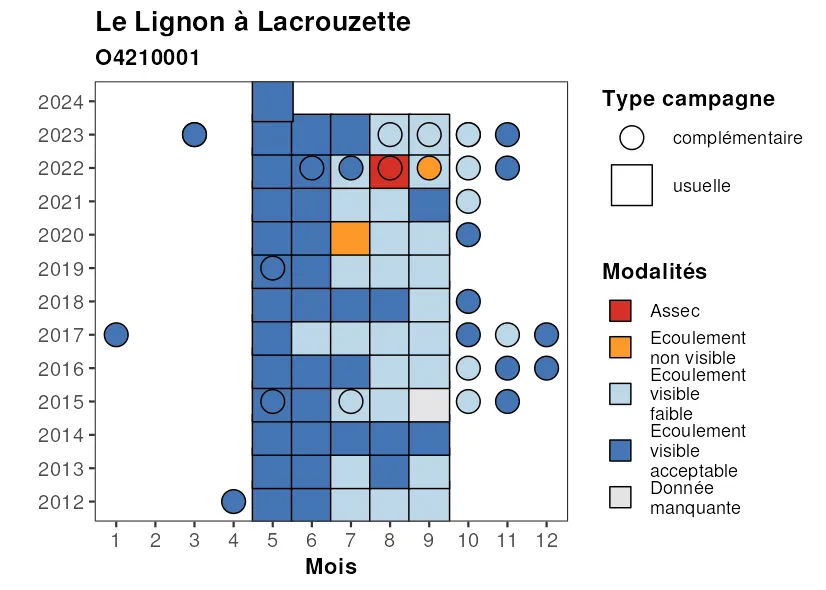 Le Lignon à Lacrouzette
O4210001
2024
2023
2022
2021
2020
2019
2018
2017
2016
2015
2014
2013
2012
1 2 3 4 5 6 7 8 9 10 11 12
Mois
Type campagne
complémentaire
usuelle
Modalités
Assec
Ecoulement
non visible
Ecoulement
visible
faible
Ecoulement
visible
acceptable
Donnée
manquante